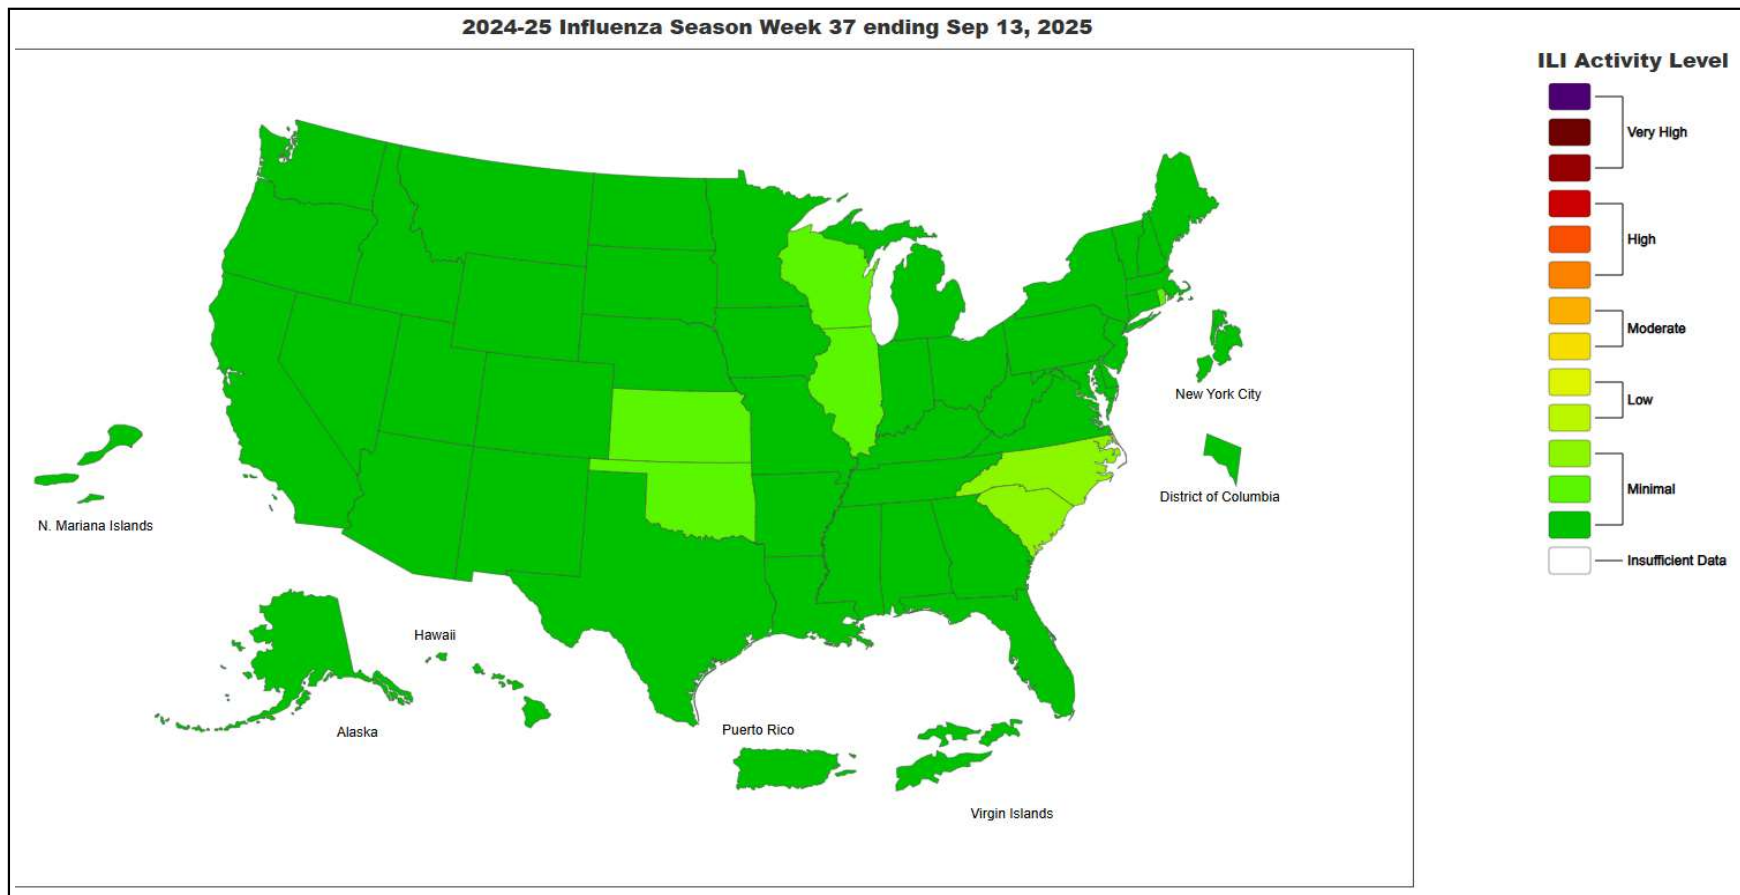 2024-25 Influenza Season Week 37 ending Sep 13, 2025
ILI Activity Level
Very High
High
Moderate
Low
Minimal
Insufficient Data
New York City
District of Columbia
N. Mariana Islands
Hawaii
Alaska
Puerto Rico
Virgin Islands